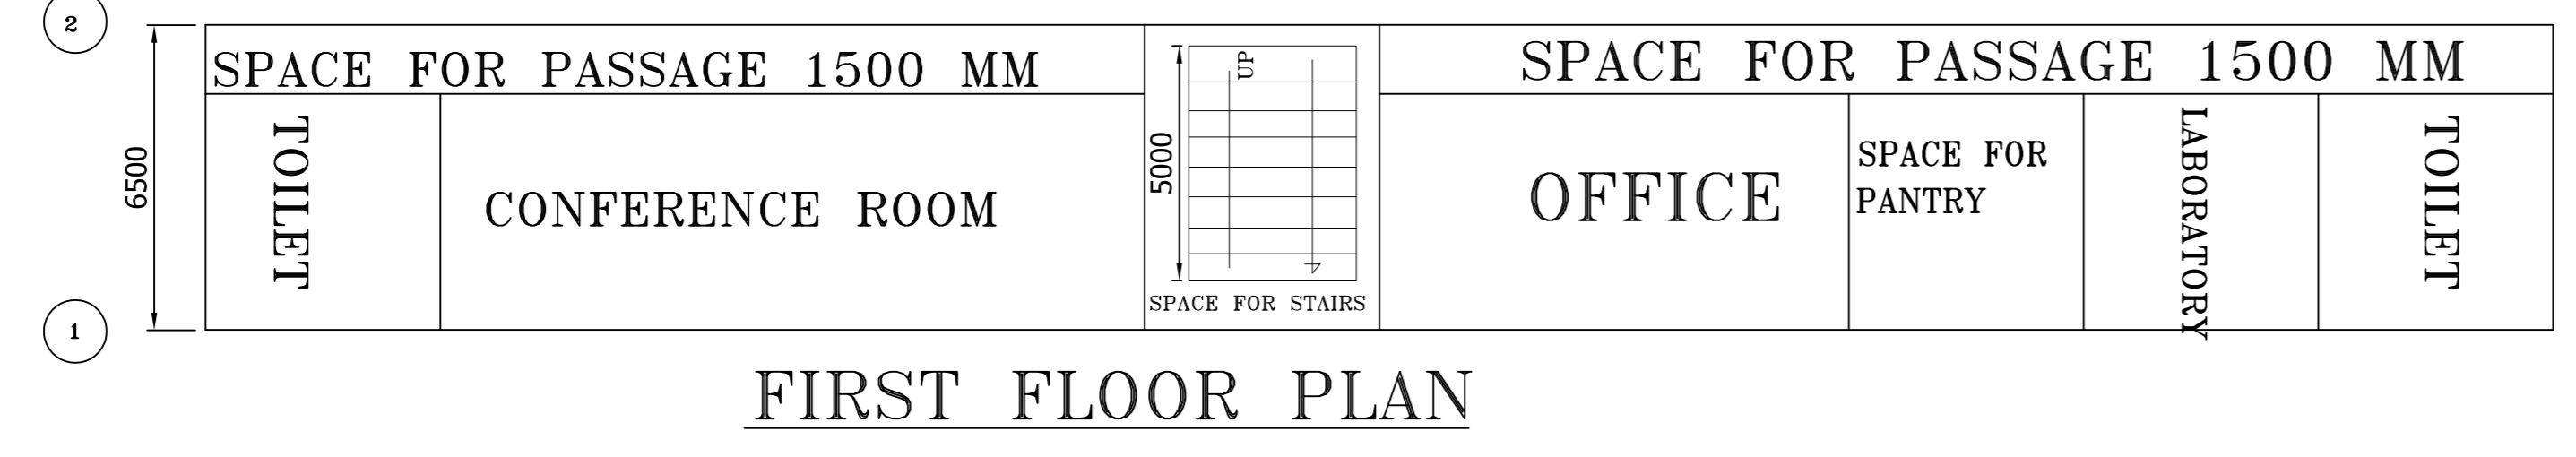 2
SPACE FOR PASSAGE 1500 MM
UP
SPACE FOR PASSAGE 1500 MM
6500
TOILET
CONFERENCE ROOM
5000
OFFICE
SPACE FOR
PANTRY
LABORATORY
TOILET
SPACE FOR STAIRS
1
FIRST FLOOR PLAN